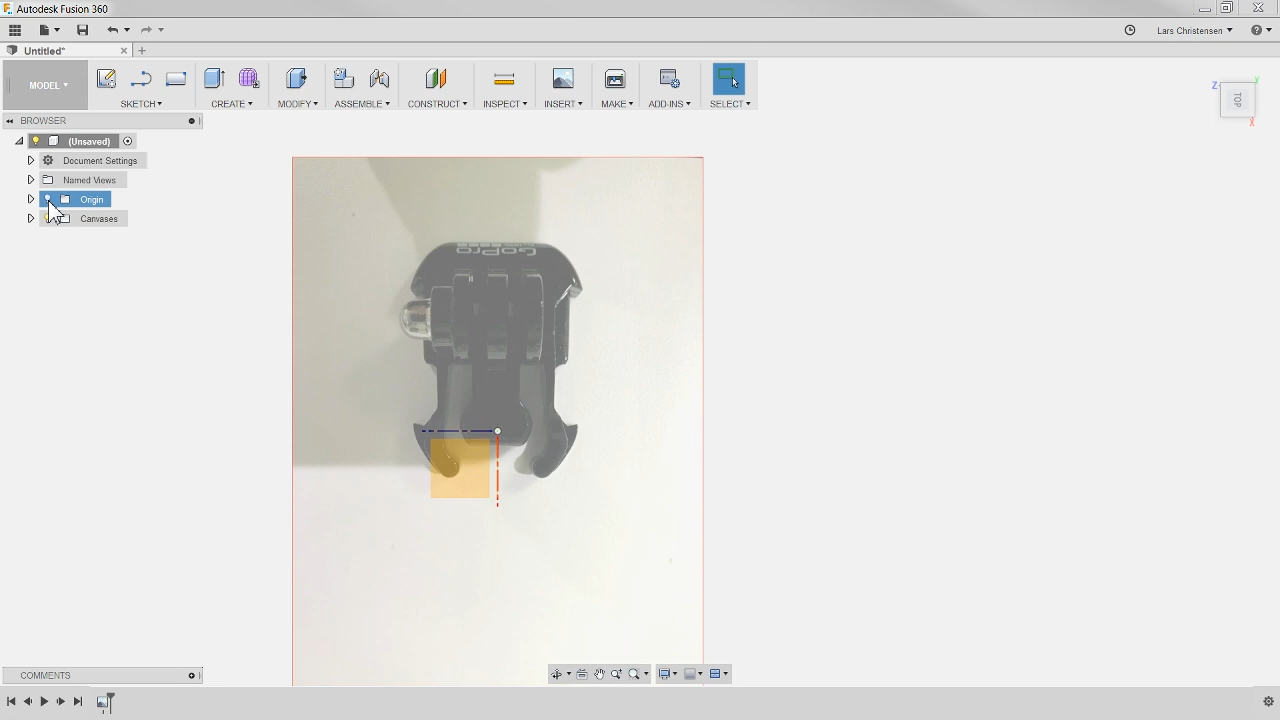 Autodesk Fusion 360
Lars Christensen
Untitled*
MODEL
SKETCH
CREATE
MODIFY
ASSEMBLE
CONSTRUCT
INSPECT
INSERT
MAKE
ADD-INS
SELECT
Z
Y
TOP
X
BROWSER
(Unsaved)
Document Settings
Named Views
Origin
Canvases
GoPro
COMMENTS